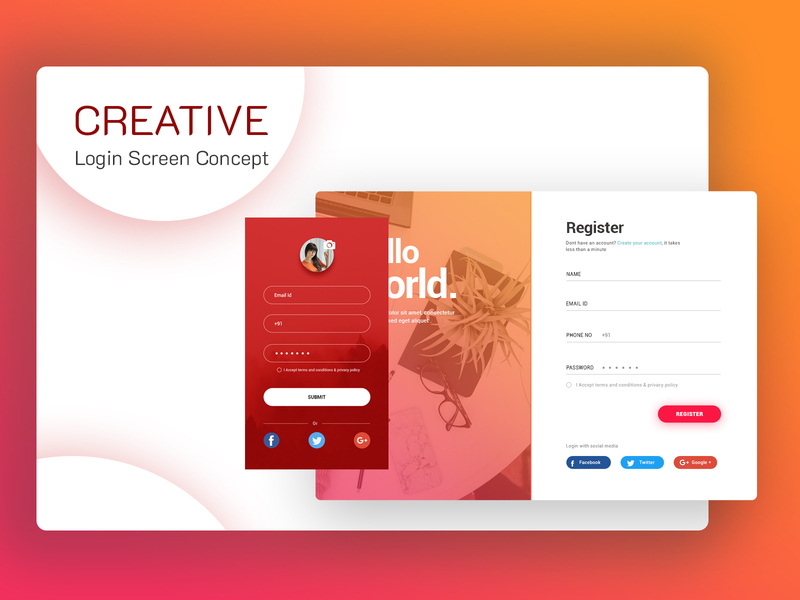 CREATIVE
Login Screen Concept
Email Id
+91
I Accept terms and conditions & privacy policy
SUBMIT
Or
llo
orld.
olor sit amet, consectetur
sed eget aliquet
Register
Dont have an account? Create your account, it takes
less than a minute
NAME
EMAIL ID
PHONE NO +91
PASSWORD
I Accept terms and conditions & privacy policy
REGISTER
Login with social media
Facebook Twitter Google +